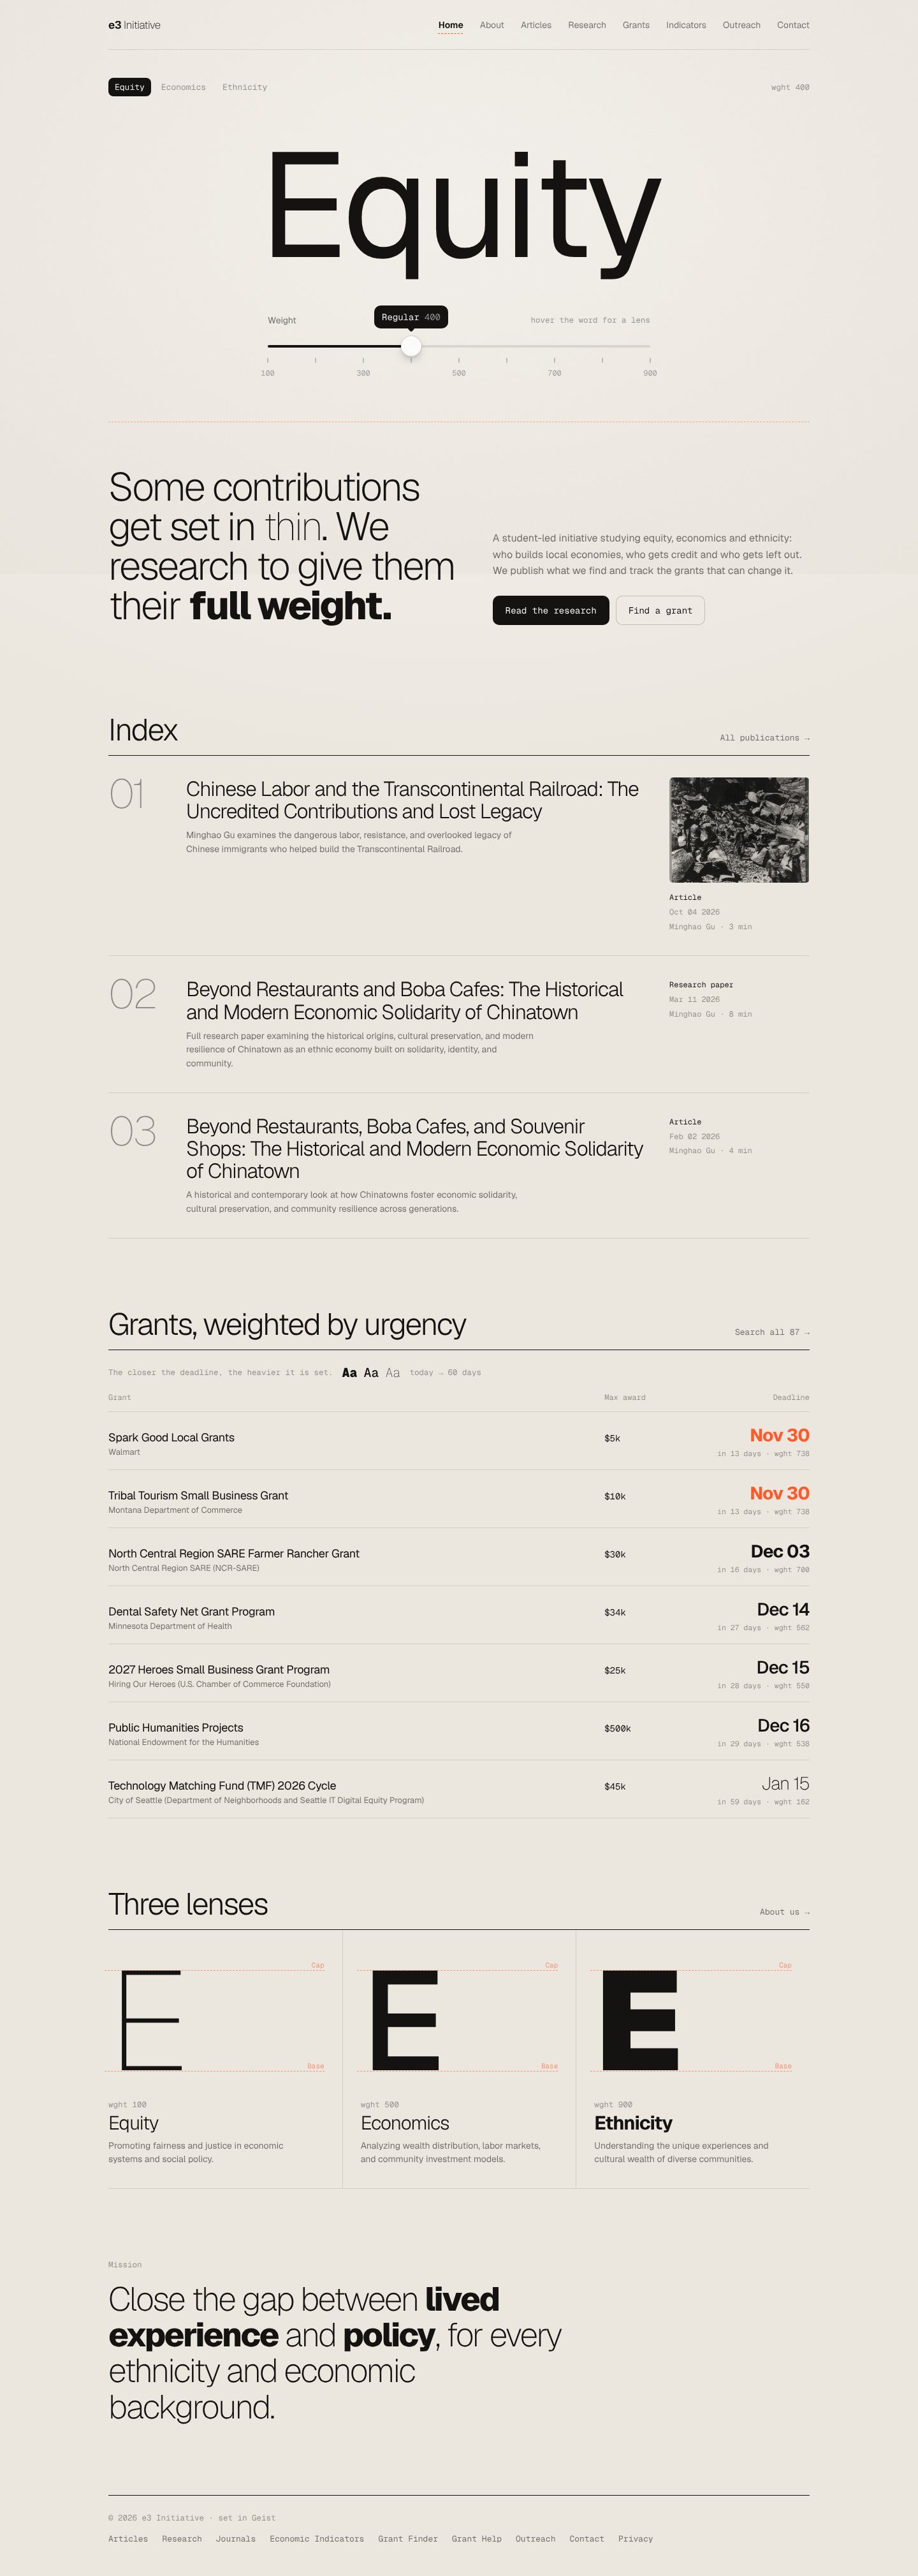 e3 Initiative
Home About Articles Research Grants Indicators Outreach Contact
Equity Economics Ethnicity
wght 400
Equity
Weight
Regular 400
hover the word for a lens
100 300 500 700 900
Some contributions
get set in thin. We
research to give them
their full weight.
A student-led initiative studying equity, economics and ethnicity:
who builds local economies, who gets credit and who gets left out.
We publish what we find and track the grants that can change it.
Read the research
Find a grant
Index
All publications →
01
Chinese Labor and the Transcontinental Railroad: The
Uncredited Contributions and Lost Legacy
Minghao Gu examines the dangerous labor, resistance, and overlooked legacy of
Chinese immigrants who helped build the Transcontinental Railroad.
Article
Oct 04 2026
Minghao Gu · 3 min
02
Beyond Restaurants and Boba Cafes: The Historical
and Modern Economic Solidarity of Chinatown
Full research paper examining the historical origins, cultural preservation, and modern
resilience of Chinatown as an ethnic economy built on solidarity, identity, and
community.
Research paper
Mar 11 2026
Minghao Gu · 8 min
03
Beyond Restaurants, Boba Cafes, and Souvenir
Shops: The Historical and Modern Economic Solidarity
of Chinatown
A historical and contemporary look at how Chinatowns foster economic solidarity,
cultural preservation, and community resilience across generations.
Article
Feb 02 2026
Minghao Gu · 4 min
Grants, weighted by urgency
Search all 87 →
The closer the deadline, the heavier it is set. Aa Aa Aa today → 60 days
Grant Max award Deadline
Spark Good Local Grants
Walmart
$5k
Nov 30
in 13 days · wght 738
Tribal Tourism Small Business Grant
Montana Department of Commerce
$10k
Nov 30
in 13 days · wght 738
North Central Region SARE Farmer Rancher Grant
North Central Region SARE (NCR-SARE)
$30k
Dec 03
in 16 days · wght 700
Dental Safety Net Grant Program
Minnesota Department of Health
$34k
Dec 14
in 27 days · wght 562
2027 Heroes Small Business Grant Program
Hiring Our Heroes (U.S. Chamber of Commerce Foundation)
$25k
Dec 15
in 28 days · wght 550
Public Humanities Projects
National Endowment for the Humanities
$500k
Dec 16
in 29 days · wght 538
Technology Matching Fund (TMF) 2026 Cycle
City of Seattle (Department of Neighborhoods and Seattle IT Digital Equity Program)
$45k
Jan 15
in 59 days · wght 162
Three lenses
About us →
Cap
E
Base
wght 100
Equity
Promoting fairness and justice in economic
systems and social policy.
Cap
E
Base
wght 500
Economics
Analyzing wealth distribution, labor markets,
and community investment models.
Cap
E
Base
wght 900
Ethnicity
Understanding the unique experiences and
cultural wealth of diverse communities.
Mission
Close the gap between lived
experience and policy, for every
ethnicity and economic
background.
© 2026 e3 Initiative · set in Geist
Articles Research Journals Economic Indicators Grant Finder Grant Help Outreach Contact Privacy